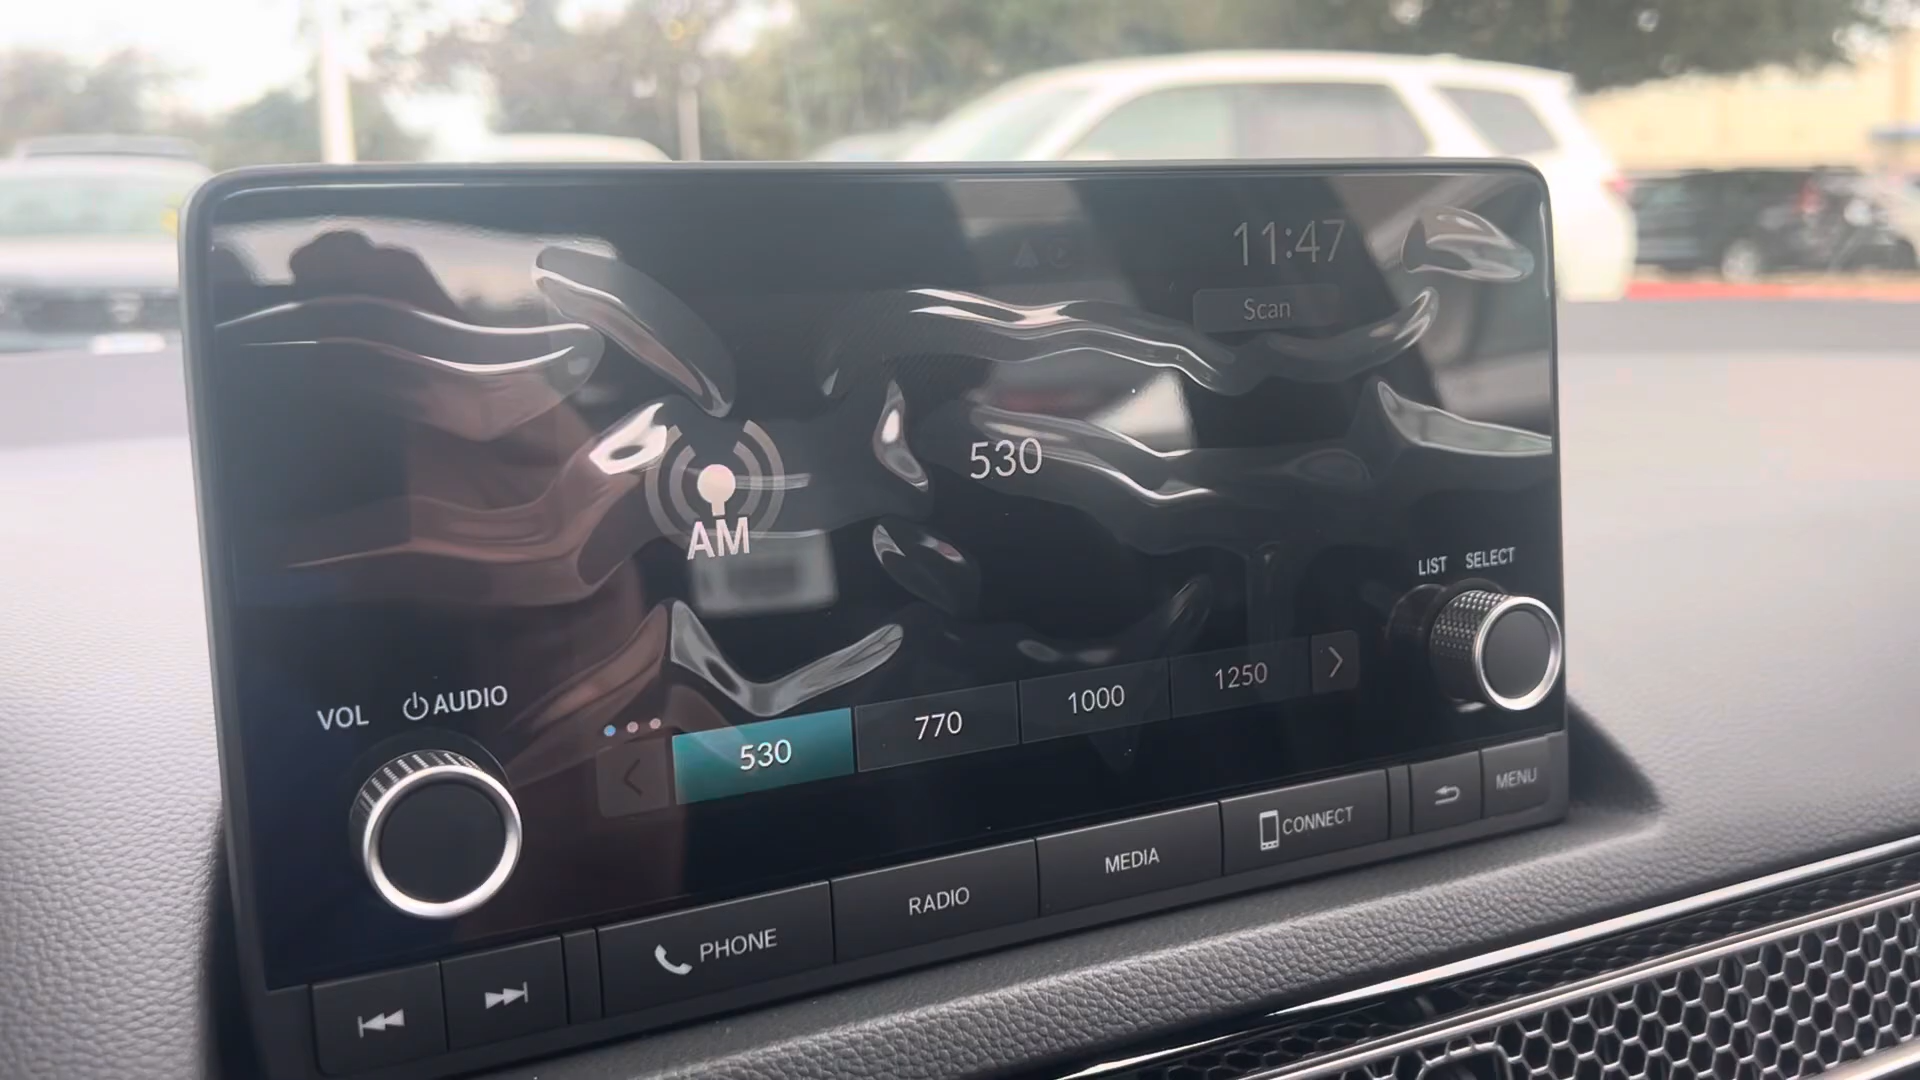 11:47
Scan
530
AM
LIST SELECT
VOL AUDIO
530 770 1000 1250
PHONE RADIO MEDIA CONNECT MENU